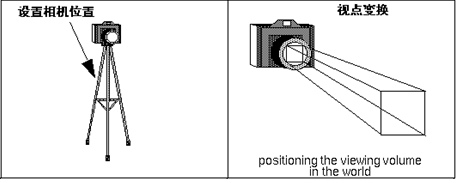 设置相机位置
视点变换
positioning the viewing volume
in the world